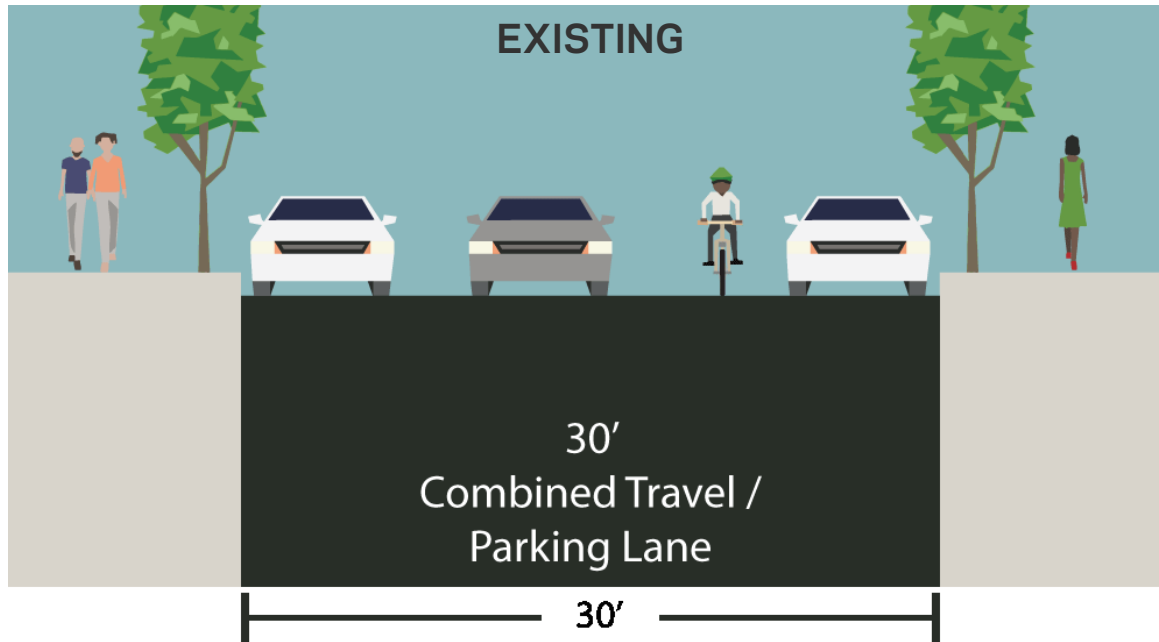 EXISTING
30’
Combined Travel /
Parking Lane
30’